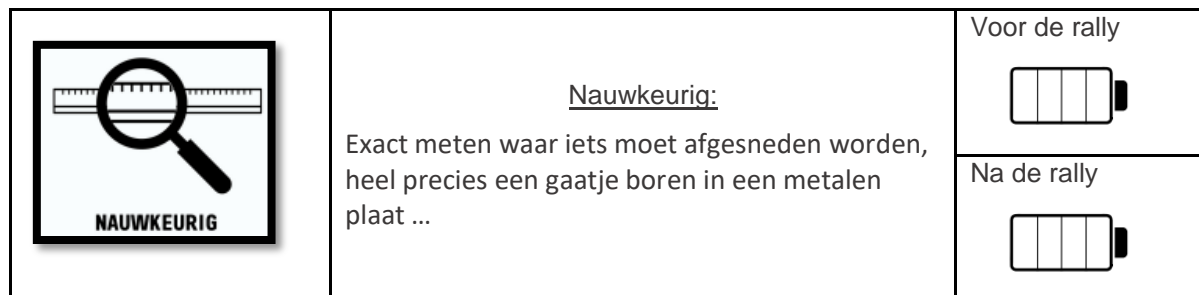 NAUWKEURIG
Nauwkeurig:
Exact meten waar iets moet afgesneden worden,
heel precies een gaatje boren in een metalen
plaat ...
Voor de rally
Na de rally